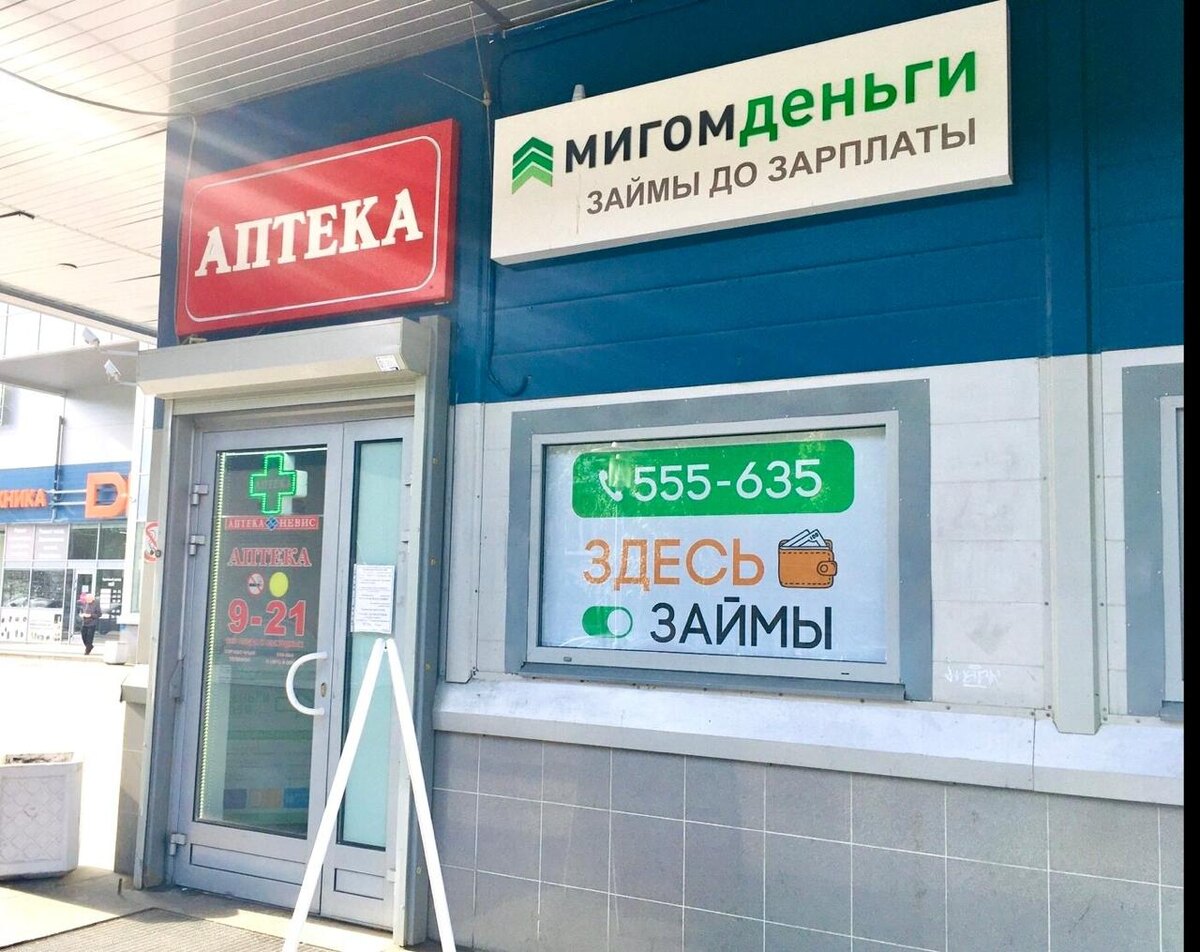 МИГОМденьги
ЗАЙМЫ ДО ЗАРПЛАТЫ
АПТЕКА
555-635
ЗДЕСЬ
ЗАЙМЫ
АПТЕКА НЕВИС
АПТЕКА
9-21